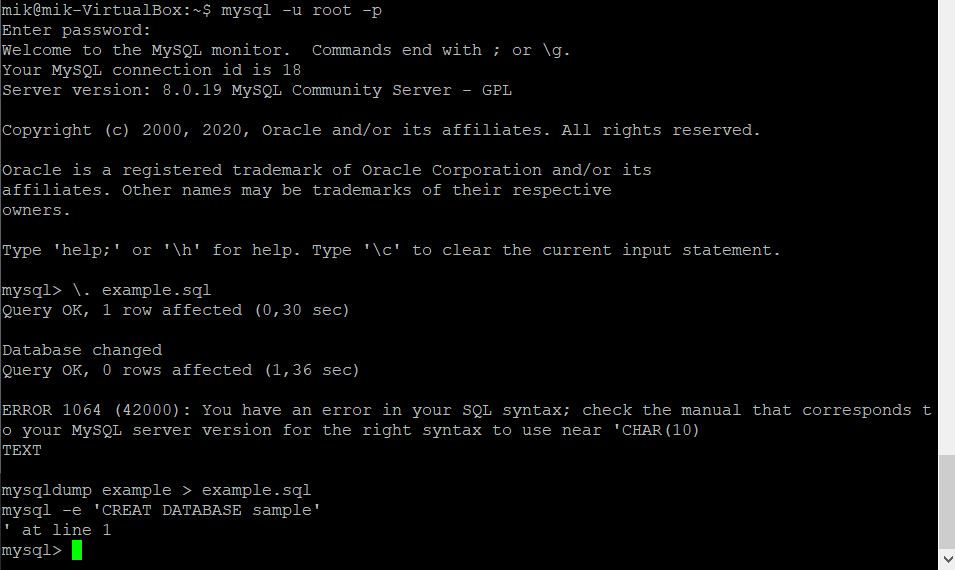 mik@mik-VirtualBox:~$ mysql -u root -p
Enter password:
Welcome to the MySQL monitor.  Commands end with ; or \g.
Your MySQL connection id is 18
Server version: 8.0.19 MySQL Community Server - GPL
Copyright (c) 2000, 2020, Oracle and/or its affiliates. All rights reserved.
Oracle is a registered trademark of Oracle Corporation and/or its
affiliates. Other names may be trademarks of their respective
owners.
Type 'help;' or '\h' for help. Type '\c' to clear the current input statement.
mysql> \. example.sql
Query OK, 1 row affected (0,30 sec)
Database changed
Query OK, 0 rows affected (1,36 sec)
ERROR 1064 (42000): You have an error in your SQL syntax; check the manual that corresponds t
o your MySQL server version for the right syntax to use near 'CHAR(10)
TEXT
mysqldump example > example.sql
mysql -e 'CREAT DATABASE sample'
' at line 1
mysql>